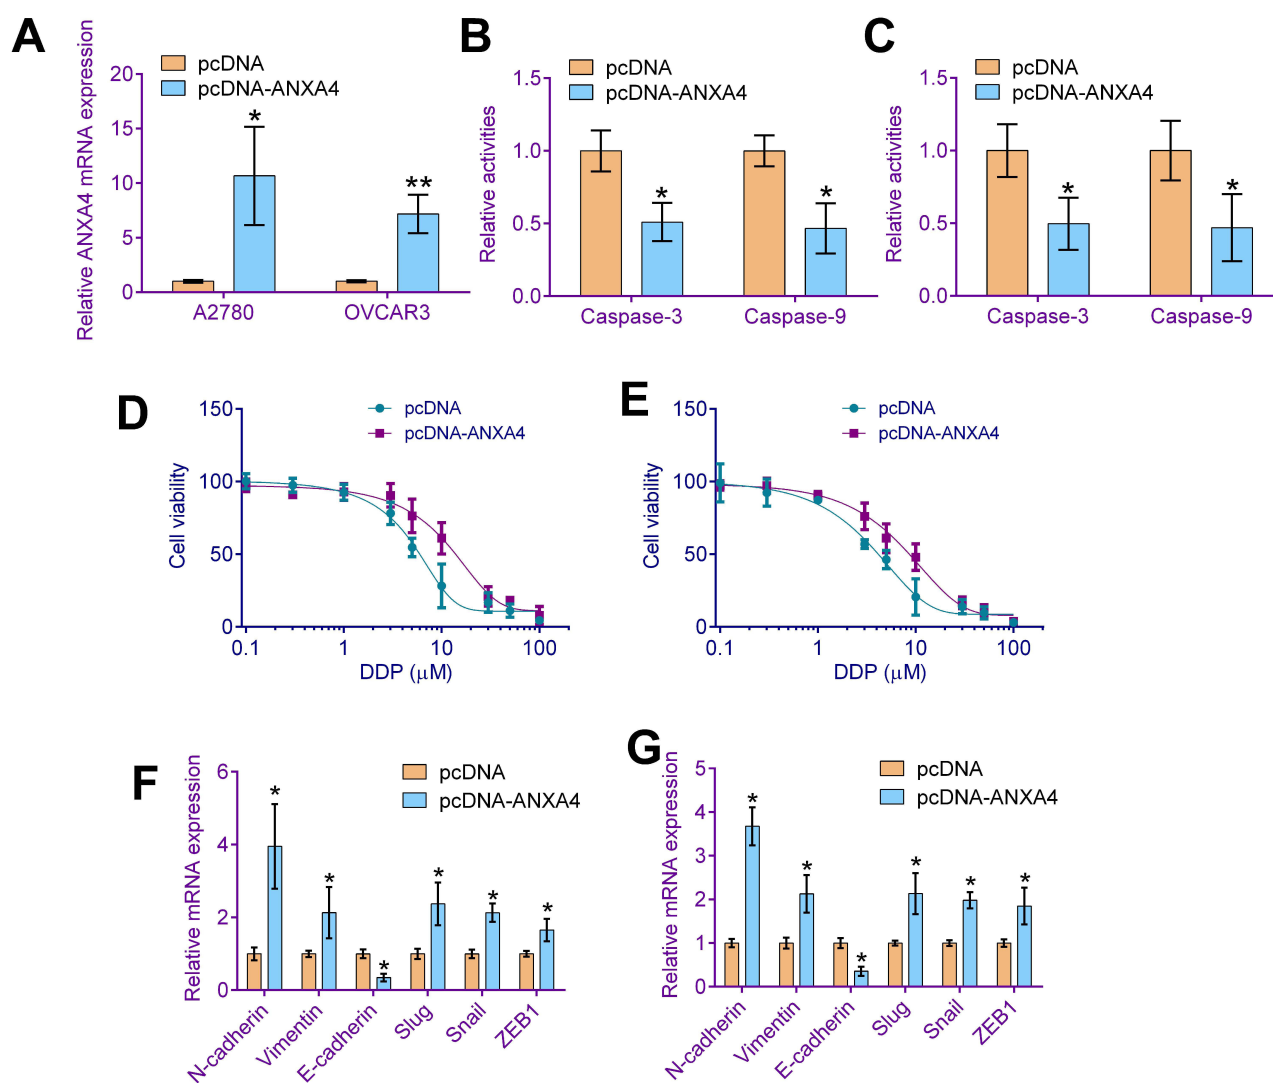 A
Relative ANXA4 mRNA expression
pcDNA
pcDNA-ANXA4
20
15
10
5
0
*
**
A2780
OVCAR3
B
Relative activities
pcDNA
pcDNA-ANXA4
1.5
1.0
0.5
0.0
*
*
Caspase-3
Caspase-9
C
Relative activities
pcDNA
pcDNA-ANXA4
1.5
1.0
0.5
0.0
*
*
Caspase-3
Caspase-9
D
Cell viability
pcDNA
pcDNA-ANXA4
150
100
50
0
0.1
1
10
100
DDP (μM)
E
Cell viability
pcDNA
pcDNA-ANXA4
150
100
50
0
0.1
1
10
100
DDP (μM)
F
Relative mRNA expression
pcDNA
pcDNA-ANXA4
6
4
2
0
*
*
*
*
*
*
N-cadherin
Vimentin
E-cadherin
Slug
Snail
ZEB1
G
Relative mRNA expression
pcDNA
pcDNA-ANXA4
5
4
3
2
1
0
*
*
*
*
*
*
N-cadherin
Vimentin
E-cadherin
Slug
Snail
ZEB1